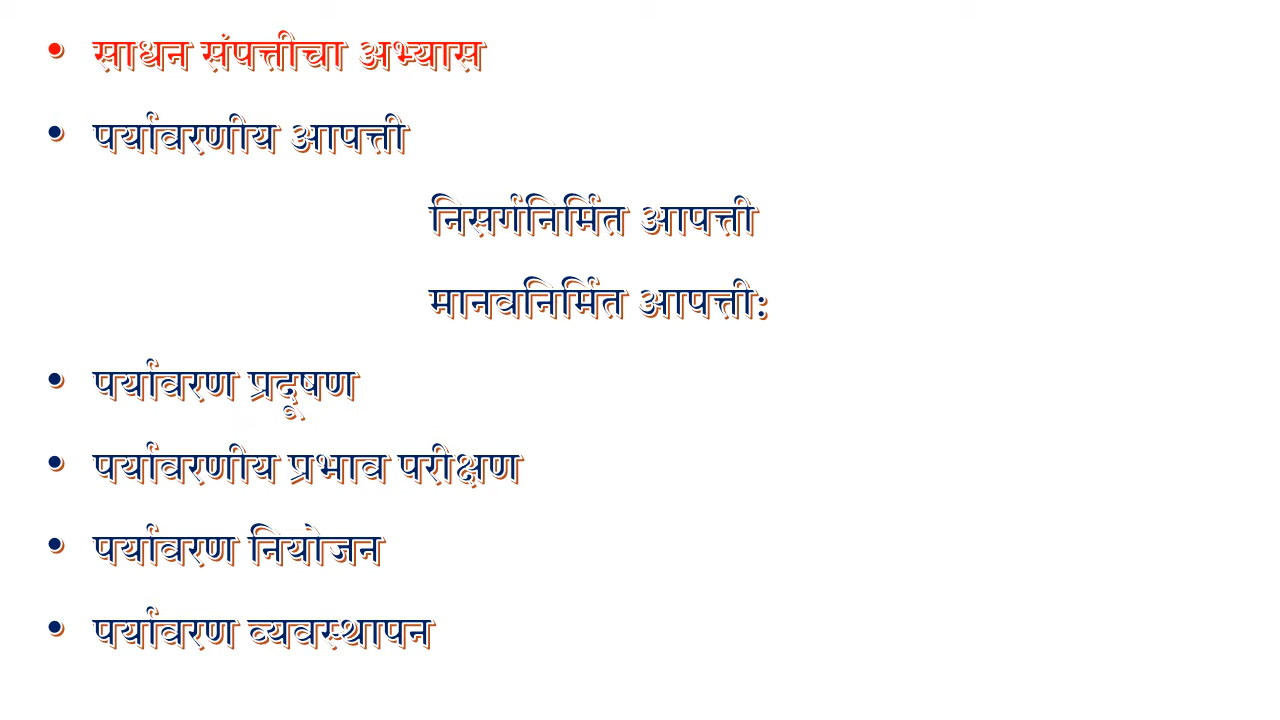 • साधन संपत्तीचा अभ्यास
• पर्यावरणीय आपत्ती
निसर्गनिर्मित आपत्ती
मानवनिर्मित आपत्ती:
• पर्यावरण प्रदूषण
• पर्यावरणीय प्रभाव परीक्षण
• पर्यावरण नियोजन
• पर्यावरण व्यवस्थापन